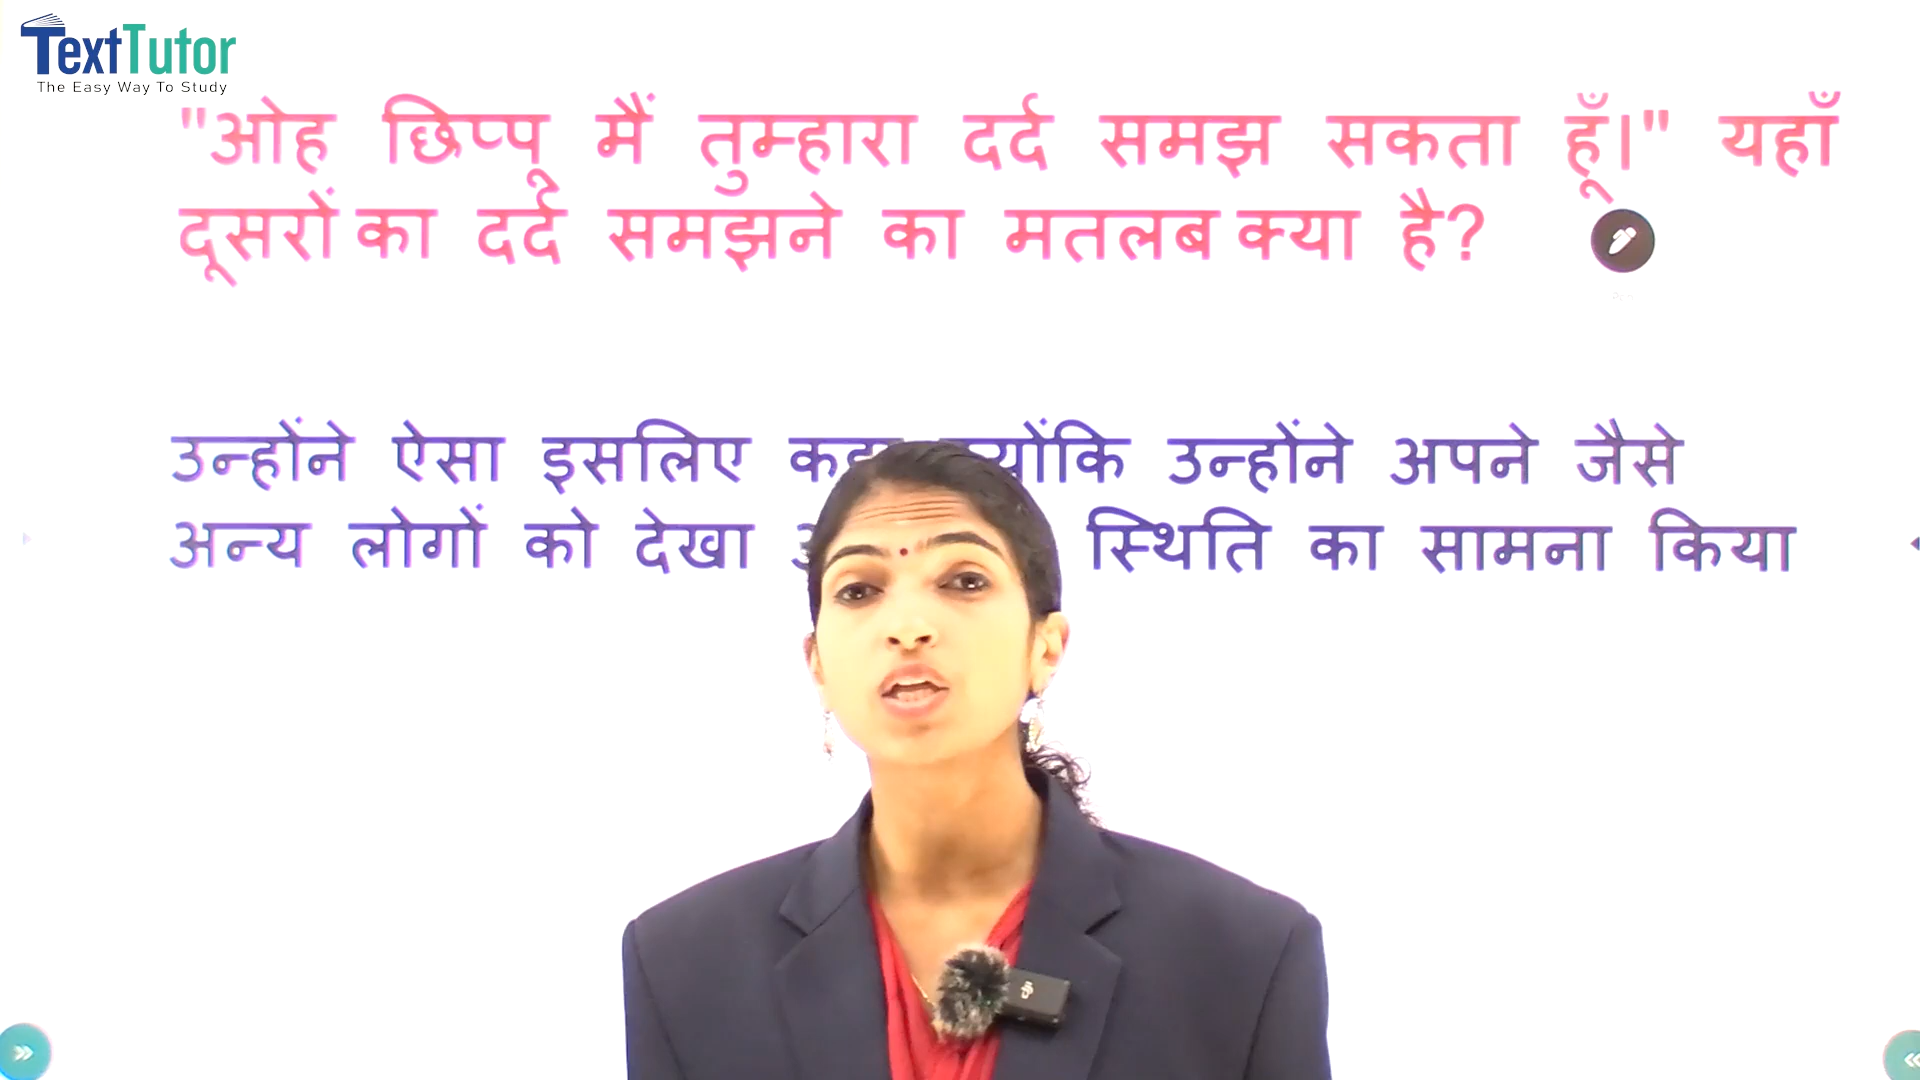 TextTutor
The Easy Way To Study
"ओह छिप्पू मैं तुम्हारा दर्द समझ सकता हूँ।" यहाँ
दूसरों का दर्द समझने का मतलब क्या है?
उन्होंने ऐसा इसलिए क्योंकि उन्होंने अपने जैसे
अन्य लोगों को देखा स्थिति का सामना किया